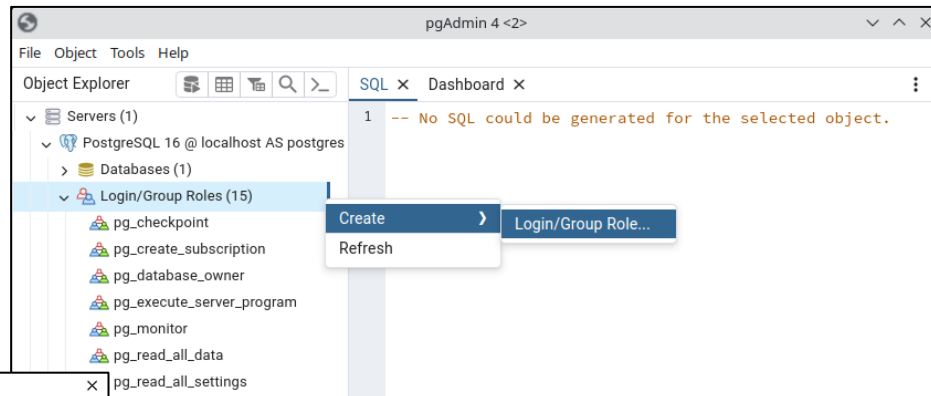 pgAdmin 4 <2>
File Object Tools Help
Object Explorer
SQL Dashboard
Servers (1)
1 -- No SQL could be generated for the selected object.
PostgreSQL 16 @ localhost AS postgres
Databases (1)
Login/Group Roles (15)
Create
Login/Group Role...
Refresh
pg_checkpoint
pg_create_subscription
pg_database_owner
pg_execute_server_program
pg_monitor
pg_read_all_data
pg_read_all_settings